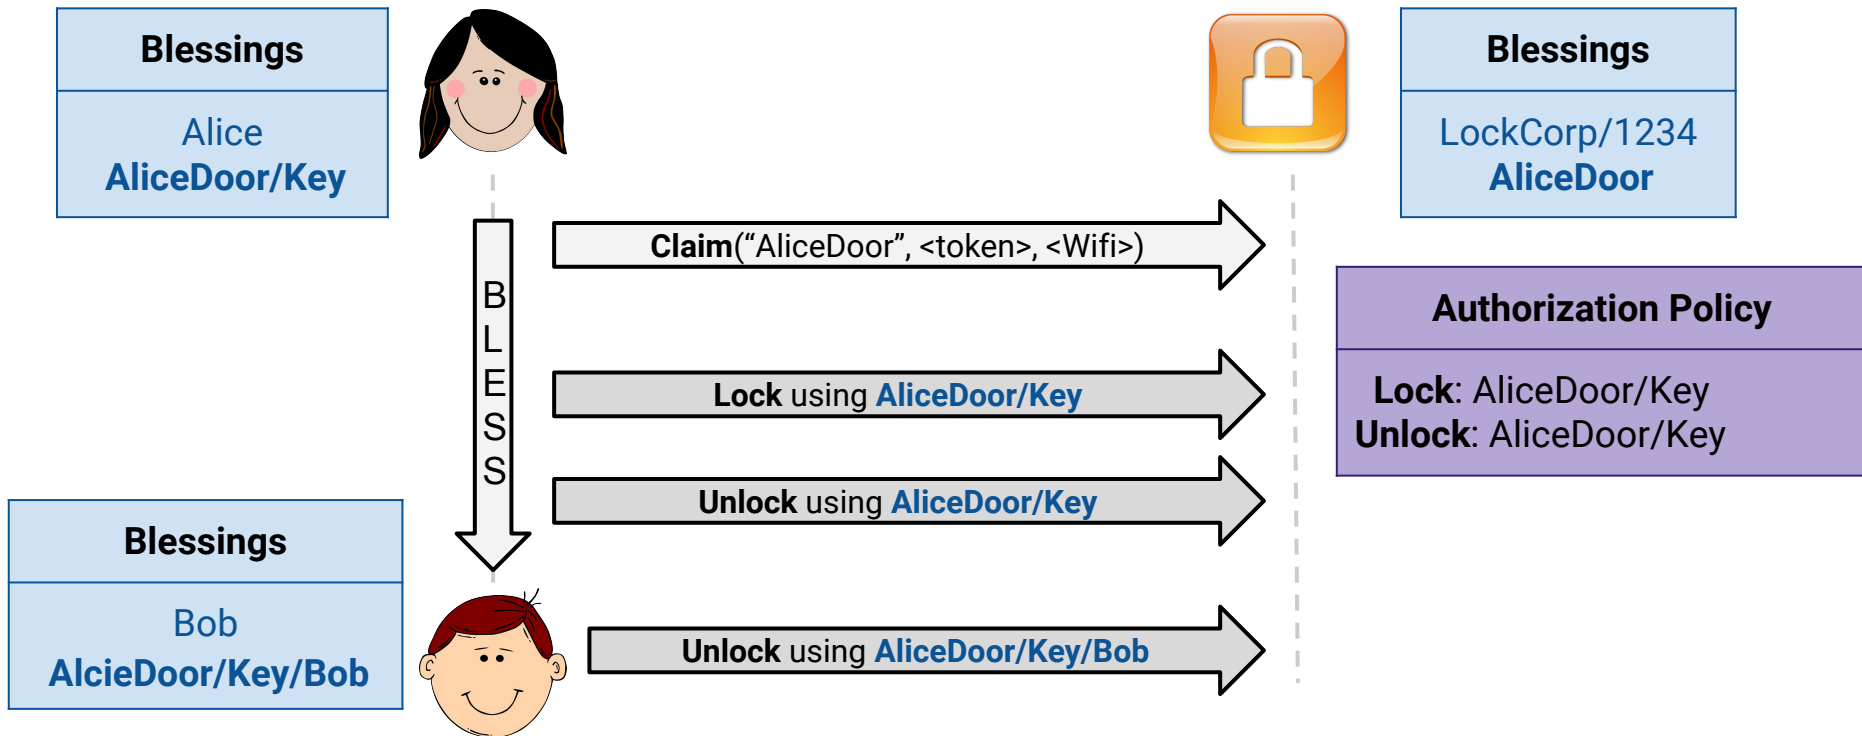 Blessings
Alice
AliceDoor/Key
Blessings
LockCorp/1234
AliceDoor
Claim(“AliceDoor”, <token>, <Wifi>)
B
L
E
S
S
Authorization Policy
Lock: AliceDoor/Key
Unlock: AliceDoor/Key
Lock using AliceDoor/Key
Unlock using AliceDoor/Key
Blessings
Bob
AlcieDoor/Key/Bob
Unlock using AliceDoor/Key/Bob